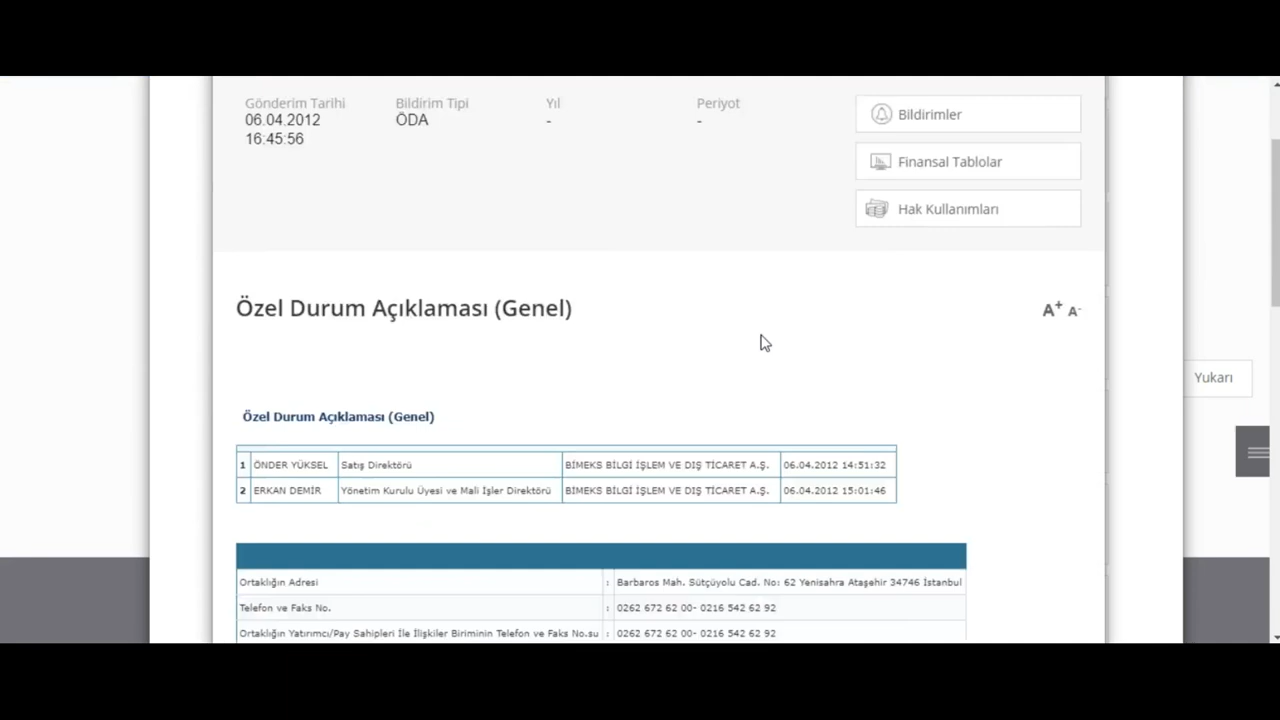 Gönderim Tarihi Bildirim Tipi Yıl Periyot
06.04.2012 ÖDA - -
16:45:56
Bildirimler
Finansal Tablolar
Hak Kullanımları
Özel Durum Açıklaması (Genel) A+ A-
Yukarı
Özel Durum Açıklaması (Genel)
1 ÖNDER YÜKSEL Satış Direktörü BİMEKS BİLGİ İŞLEM VE DIŞ TİCARET A.Ş. 06.04.2012 14:51:32
2 ERKAN DEMİR Yönetim Kurulu Üyesi ve Mali İşler Direktörü BİMEKS BİLGİ İŞLEM VE DIŞ TİCARET A.Ş. 06.04.2012 15:01:46
Ortaklığın Adresi : Barbaros Mah. Sütçüyolu Cad. No: 62 Yenisahra Ataşehir 34746 İstanbul
Telefon ve Faks No. : 0262 672 62 00- 0216 542 62 92
Ortaklığın Yatırımcı/Pay Sahipleri İle İlişkiler Biriminin Telefon ve Faks No.su : 0262 672 62 00- 0216 542 62 92